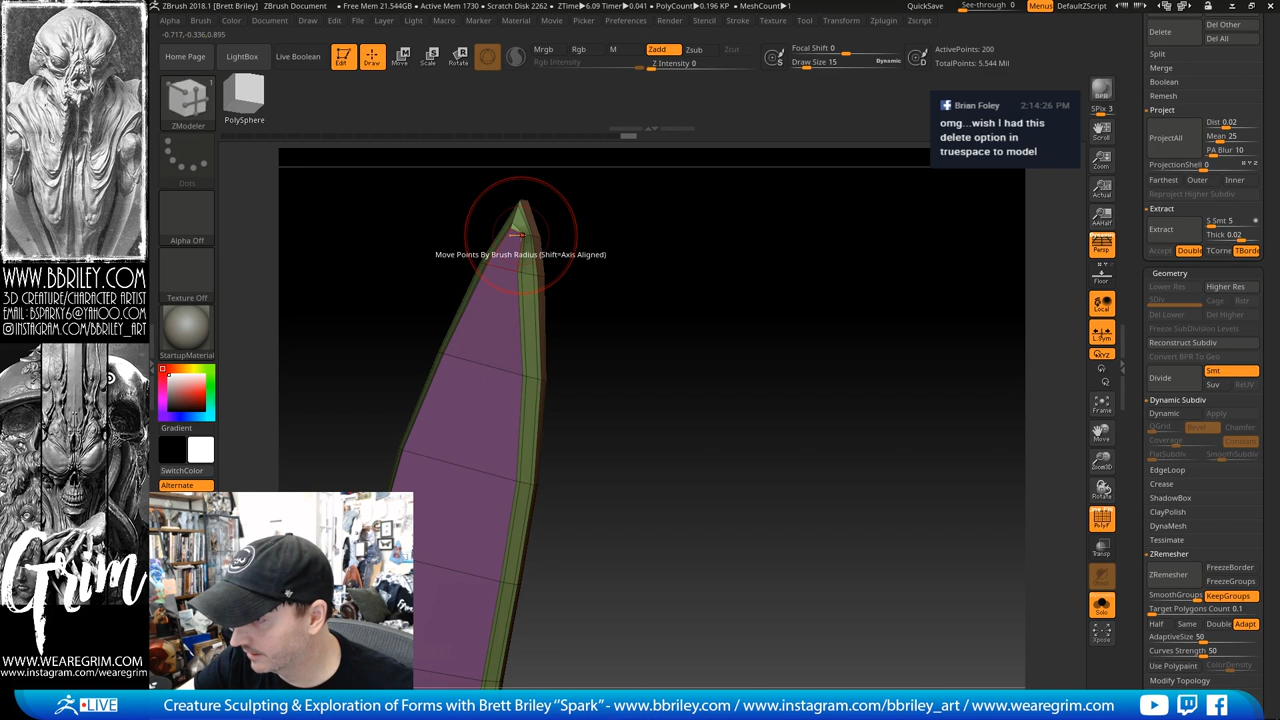 ZBrush 2018.1 [Brett Briley]
ZBrush Document
• Free Mem 21.544GB • Active Mem 1730 • Scratch Disk 2262 • ZTime▶6.09 Timer▶0.041 • PolyCount▶0.196 KP • MeshCount▶1
QuickSave
See-through 0
Menus
DefaultZScript
Alpha
Brush
Color
Document
Draw
Edit
File
Layer
Light
Macro
Marker
Material
Movie
Picker
Preferences
Render
Stencil
Stroke
Texture
Tool
Transform
Zplugin
Zscript
-0.717,-0.336,0.895
Home Page
LightBox
Live Boolean
Edit
Draw
Move
Scale
Rotate
Mrgb
Rgb
M
Zadd
Zsub
Zcut
Rgb Intensity
Z Intensity 0
Focal Shift 0
Draw Size 15
Dynamic
ActivePoints: 200
TotalPoints: 5.544 Mil
1
ZModeler
PolySphere
Dots
Alpha Off
Texture Off
StartupMaterial
Gradient
SwitchColor
Alternate
Brian Foley
2:14:26 PM
omg...wish I had this
delete option in
truespace to model
Move Points By Brush Radius (Shift=Axis Aligned)
BPR
SPix 3
Scroll
Zoom
Actual
AAHalf
Persp
Floor
Local
L.Sym
XYZ
Frame
Move
Zoom3D
Rotate
PolyF
Transp
Solo
Xpose
Delete
Del Other
Del All
Split
Merge
Boolean
Remesh
Project
ProjectAll
Dist 0.02
Mean 25
PA Blur 10
ProjectionShell 0
Farthest
Outer
Inner
Reproject Higher Subdiv
Extract
Extract
S Smt 5
Thick 0.02
Accept
Double
TCorne
TBorde
Geometry
Lower Res
Higher Res
SDiv
Cage
Rstr
Del Lower
Del Higher
Freeze SubDivision Levels
Reconstruct Subdiv
Convert BPR To Geo
Divide
Smt
Suv
ReUV
Dynamic Subdiv
Dynamic
Apply
QGrid
Bevel
Chamfer
Coverage
Constant
FlatSubdiv
SmoothSubdiv
EdgeLoop
Crease
ShadowBox
ClayPolish
DynaMesh
Tessimate
ZRemesher
ZRemesher
FreezeBorder
FreezeGroups
SmoothGroups
KeepGroups
Target Polygons Count 0.1
Half
Same
Double
Adapt
AdaptiveSize 50
Curves Strength 50
Use Polypaint
ColorDensity
Modify Topology
WWW.BBRILEY.COM
3D CREATURE/CHARACTER ARTIST
EMAIL: BSPARKY6@YAHOO.COM
INSTAGRAM.COM/BBRILEY_ART
Grim
WWW.WEAREGRIM.COM
www.instagram.com/wearegrim
LIVE
Creature Sculpting & Exploration of Forms with Brett Briley “Spark” - www.bbriley.com / www.instagram.com/bbriley_art / www.wearegrim.com